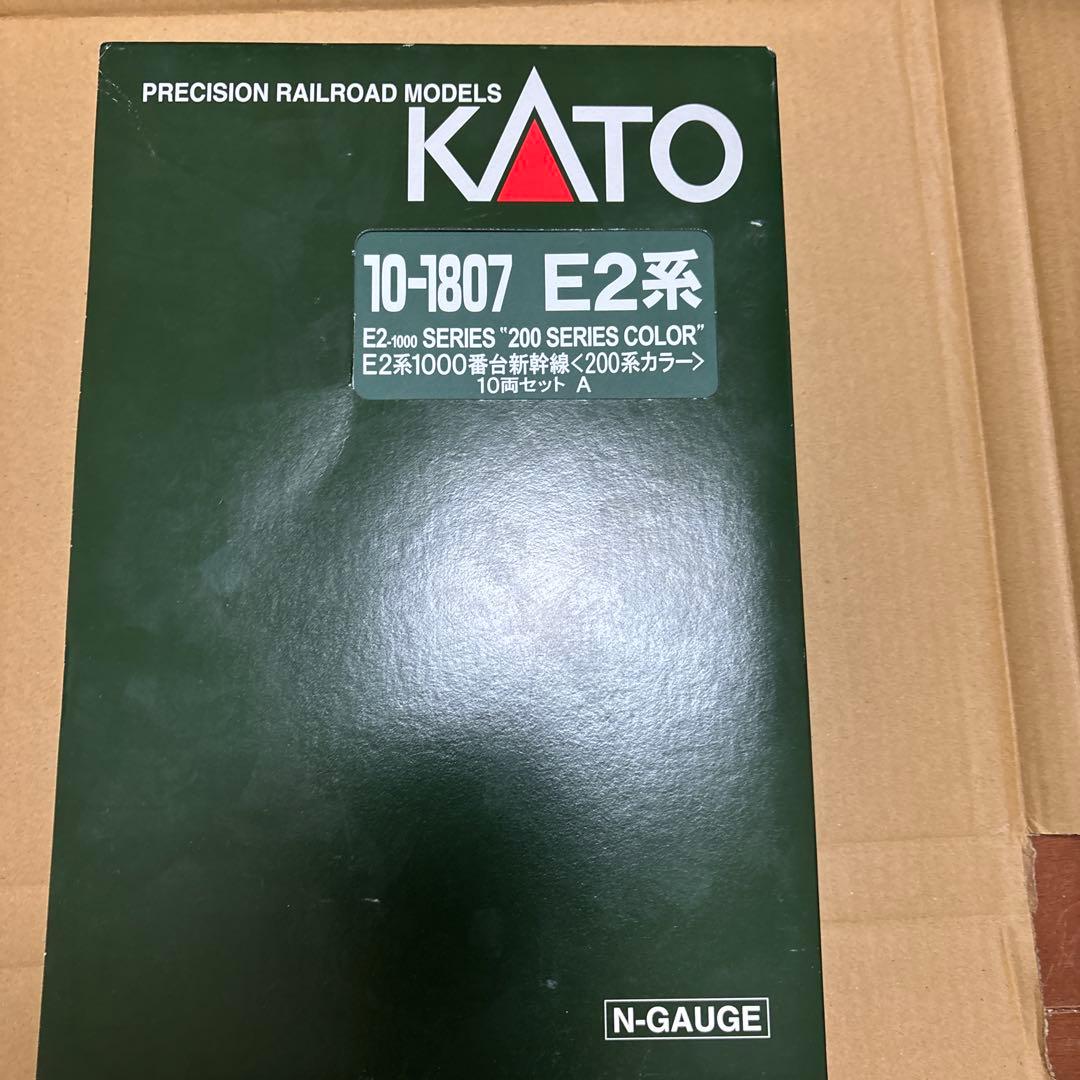 PRECISION RAILROAD MODELS
KATO
10-1807 E2系
E2-1000 SERIES "200 SERIES COLOR"
E2系1000番台新幹線<200系カラー>
10両セット A
N-GAUGE